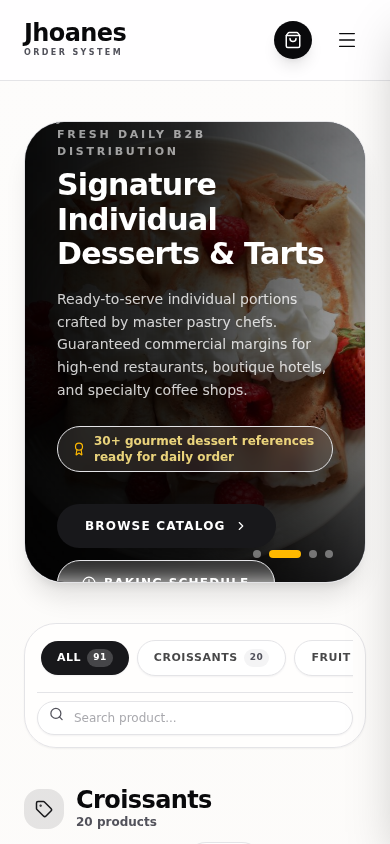 Jhoanes
ORDER SYSTEM
FRESH DAILY B2B
DISTRIBUTION
Signature
Individual
Desserts & Tarts
Ready-to-serve individual portions
crafted by master pastry chefs.
Guaranteed commercial margins for
high-end restaurants, boutique hotels,
and specialty coffee shops.
30+ gourmet dessert references
ready for daily order
BROWSE CATALOG
BAKING SCHEDULE
ALL 91
CROISSANTS 20
FRUIT
Search product...
Croissants
20 products